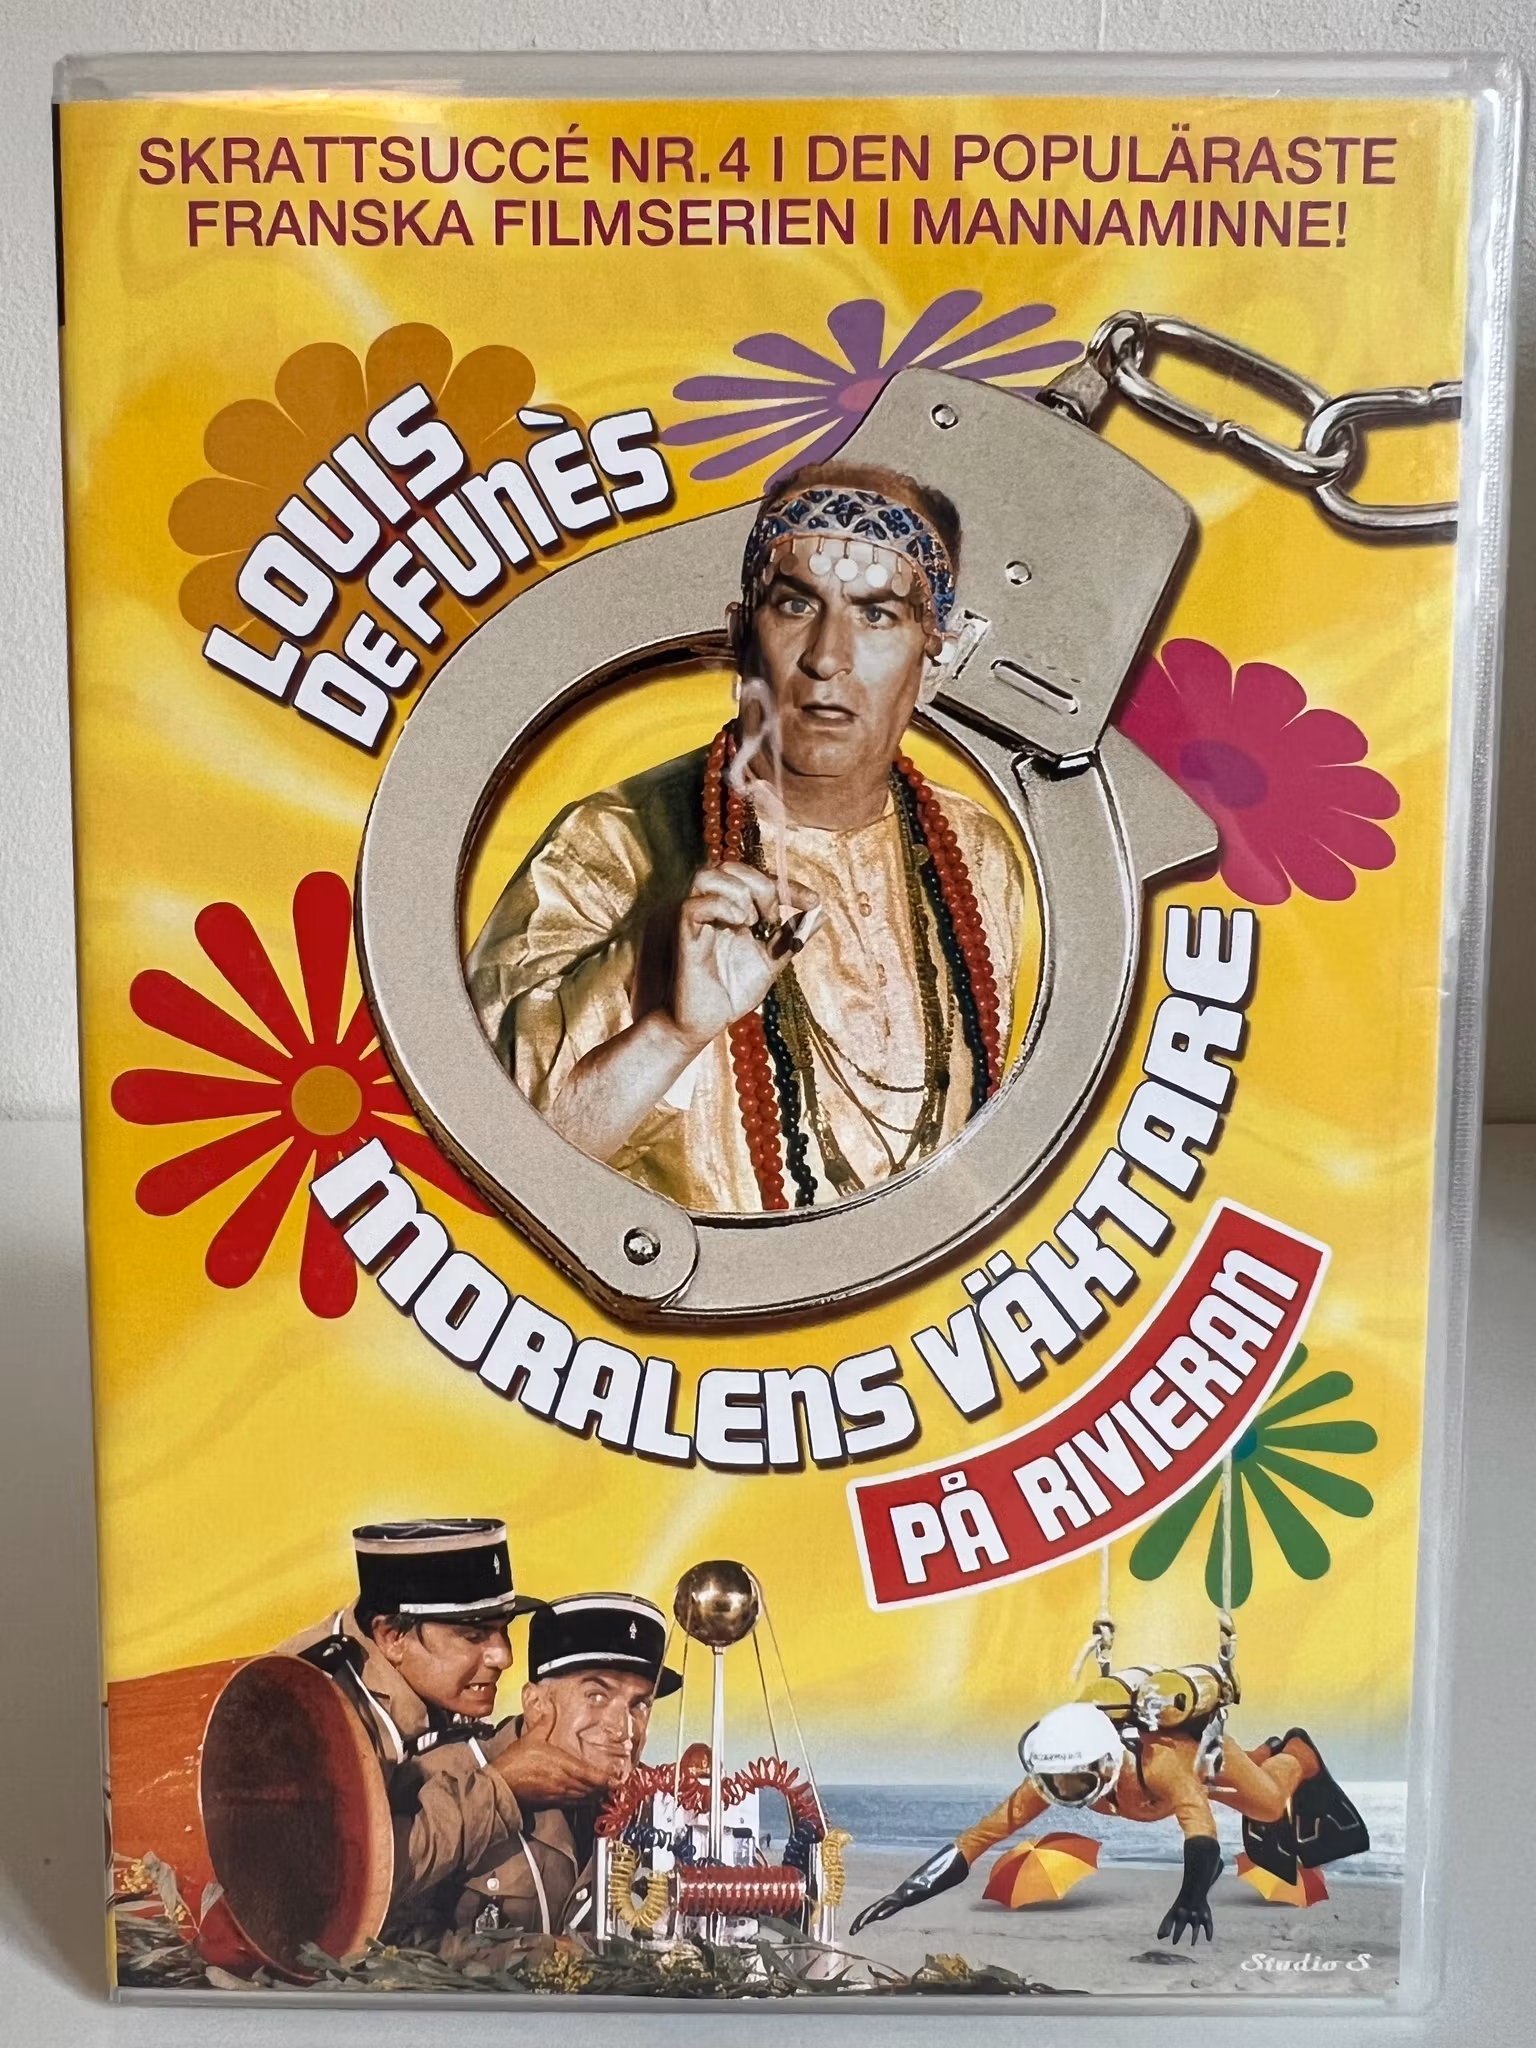 SKRATTSUCCÉ NR. 4 I DEN POPULÄRASTE
FRANSKA FILMSERIEN I MANNAMINNE!
LOUIS
DE FUNÈS
MORALENS VÄKTARE
PÅ RIVIERAN
Studio S